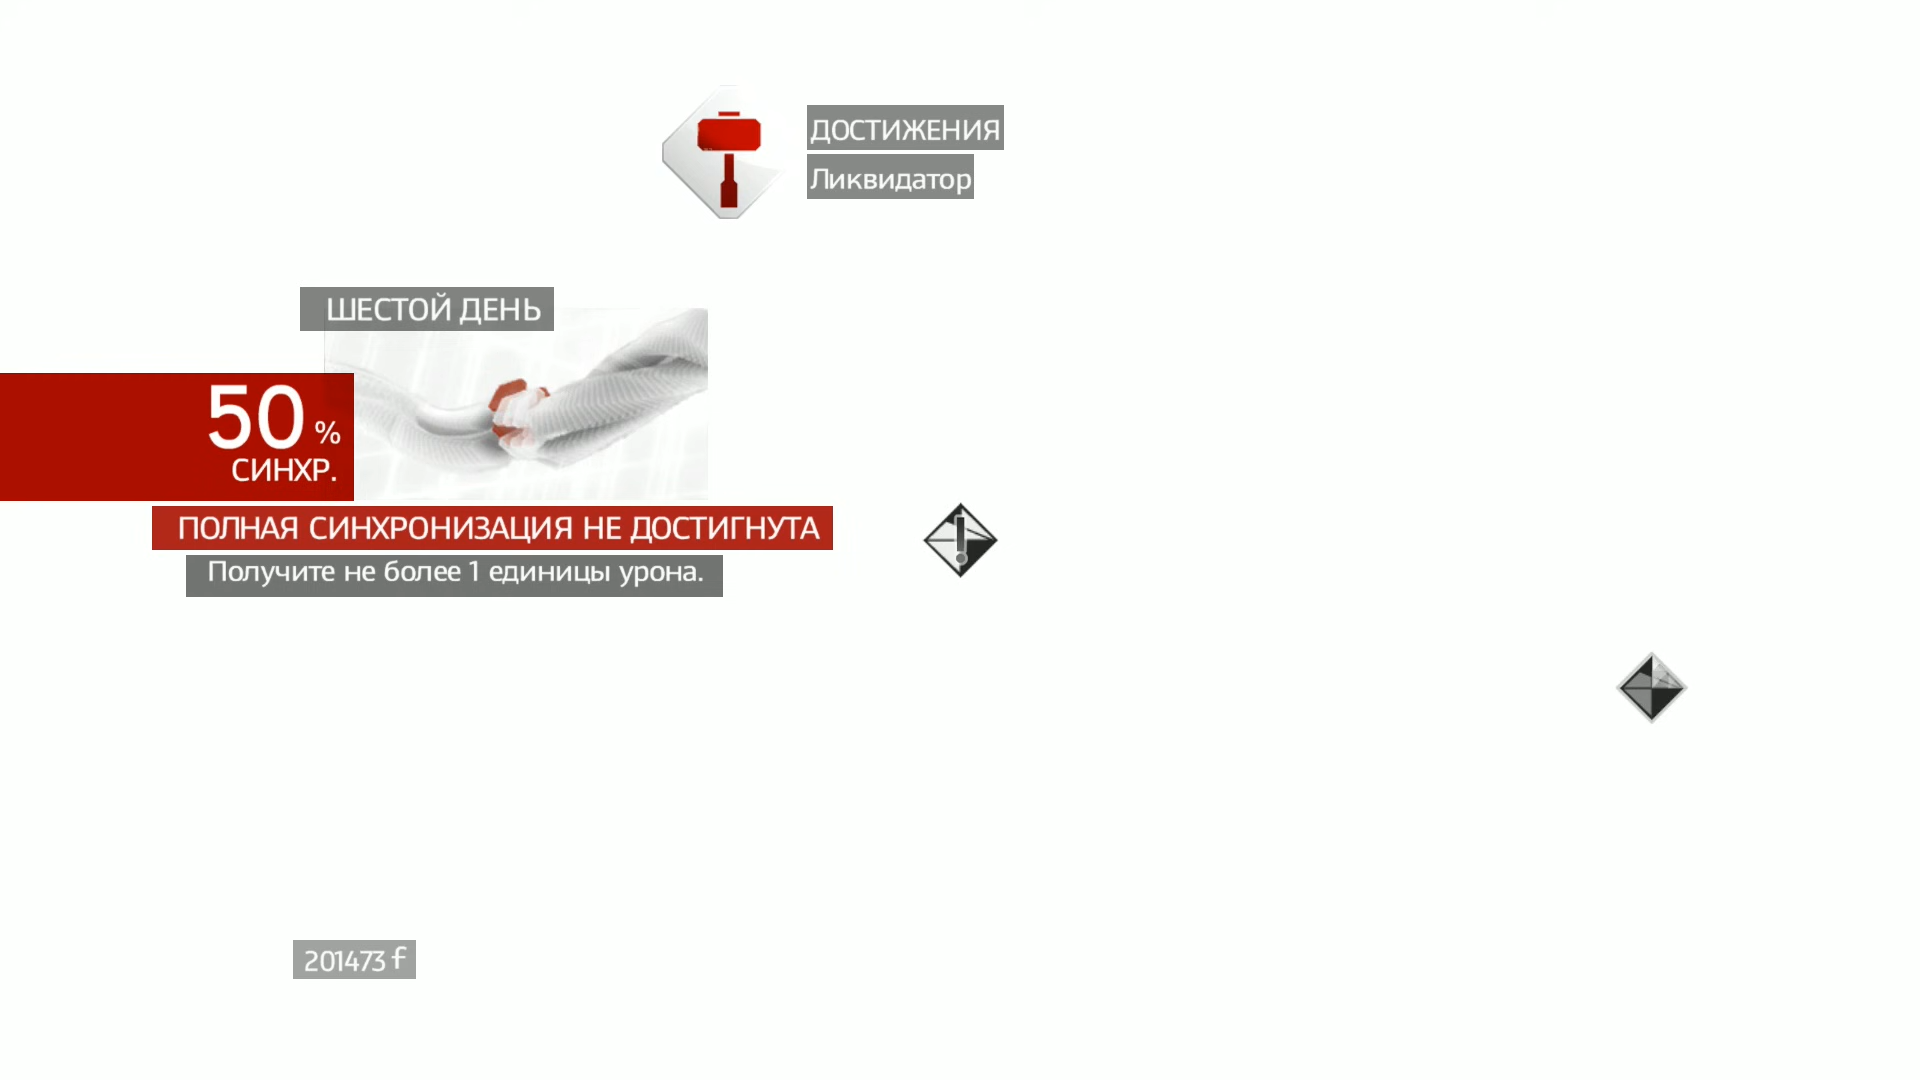 ДОСТИЖЕНИЯ
Ликвидатор
ШЕСТОЙ ДЕНЬ
50 %
СИНХР.
ПОЛНАЯ СИНХРОНИЗАЦИЯ НЕ ДОСТИГНУТА
Получите не более 1 единицы урона.
201473 f